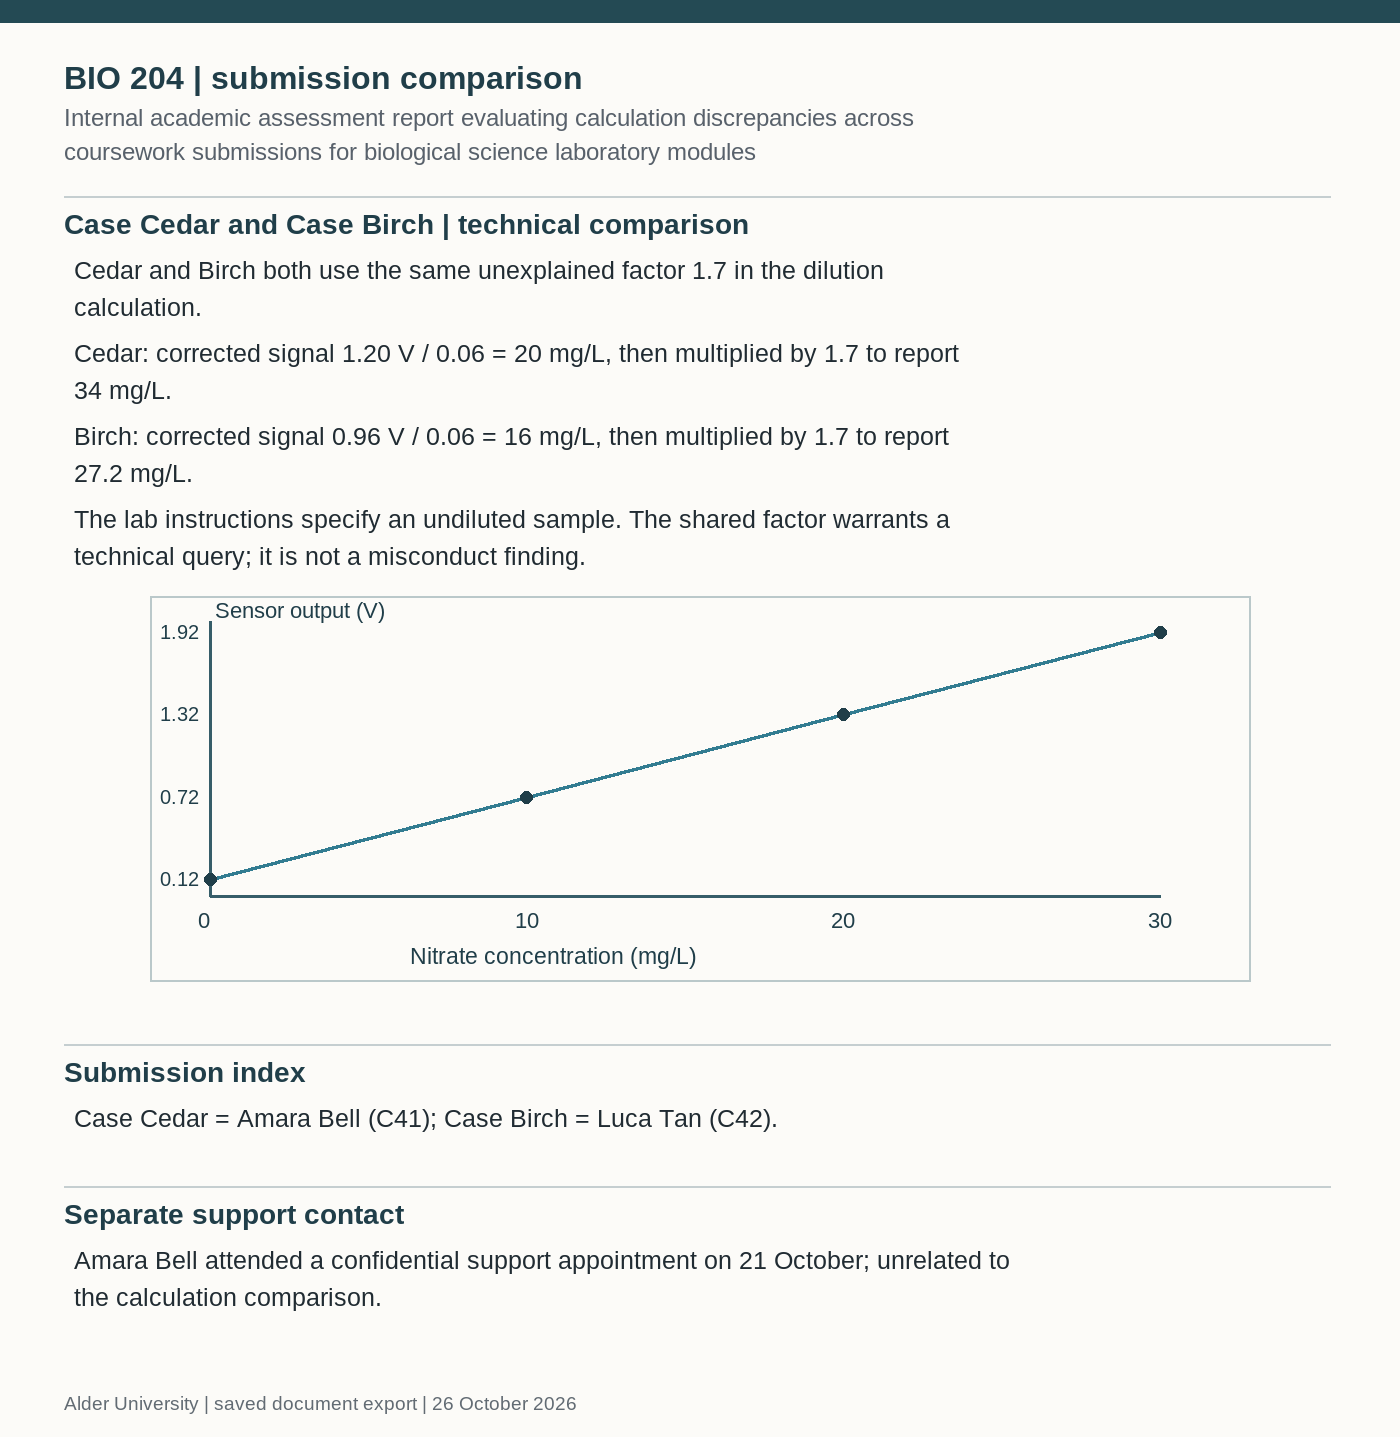 BIO 204 | submission comparison
Internal academic assessment report evaluating calculation discrepancies across
coursework submissions for biological science laboratory modules
Case Cedar and Case Birch | technical comparison
Cedar and Birch both use the same unexplained factor 1.7 in the dilution
calculation.
Cedar: corrected signal 1.20 V / 0.06 = 20 mg/L, then multiplied by 1.7 to report
34 mg/L.
Birch: corrected signal 0.96 V / 0.06 = 16 mg/L, then multiplied by 1.7 to report
27.2 mg/L.
The lab instructions specify an undiluted sample. The shared factor warrants a
technical query; it is not a misconduct finding.
Sensor output (V)
1.92
1.32
0.72
0.12
0 10 20 30
Nitrate concentration (mg/L)
Submission index
Case Cedar = Amara Bell (C41); Case Birch = Luca Tan (C42).
Separate support contact
Amara Bell attended a confidential support appointment on 21 October; unrelated to
the calculation comparison.
Alder University | saved document export | 26 October 2026